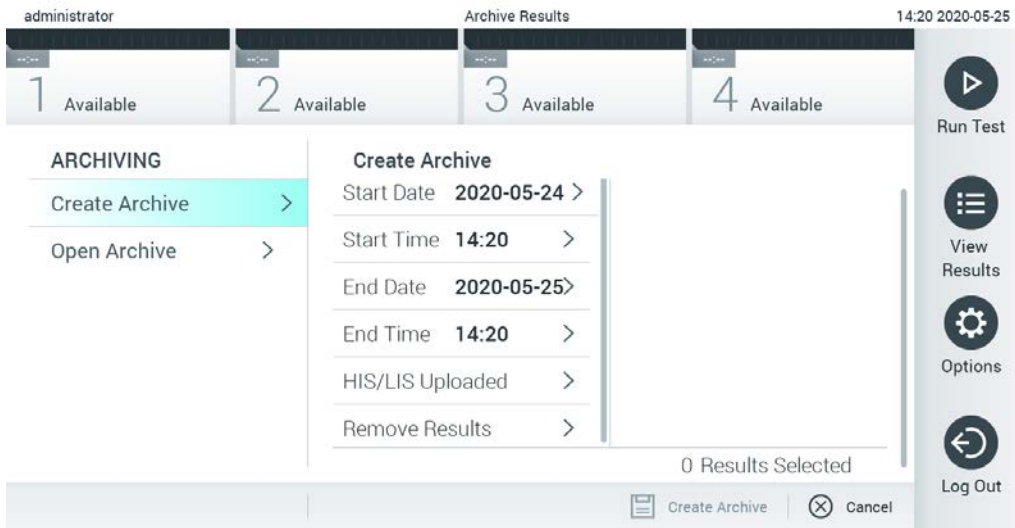 administrator Archive Results 14:20 2020-05-25
--:-- --:-- --:-- --:--
1 Available 2 Available 3 Available 4 Available
Run Test
ARCHIVING
Create Archive
Open Archive
Create Archive
Start Date 2020-05-24
Start Time 14:20
End Date 2020-05-25
End Time 14:20
HIS/LIS Uploaded
Remove Results
0 Results Selected
View
Results
Options
Log Out
Create Archive Cancel